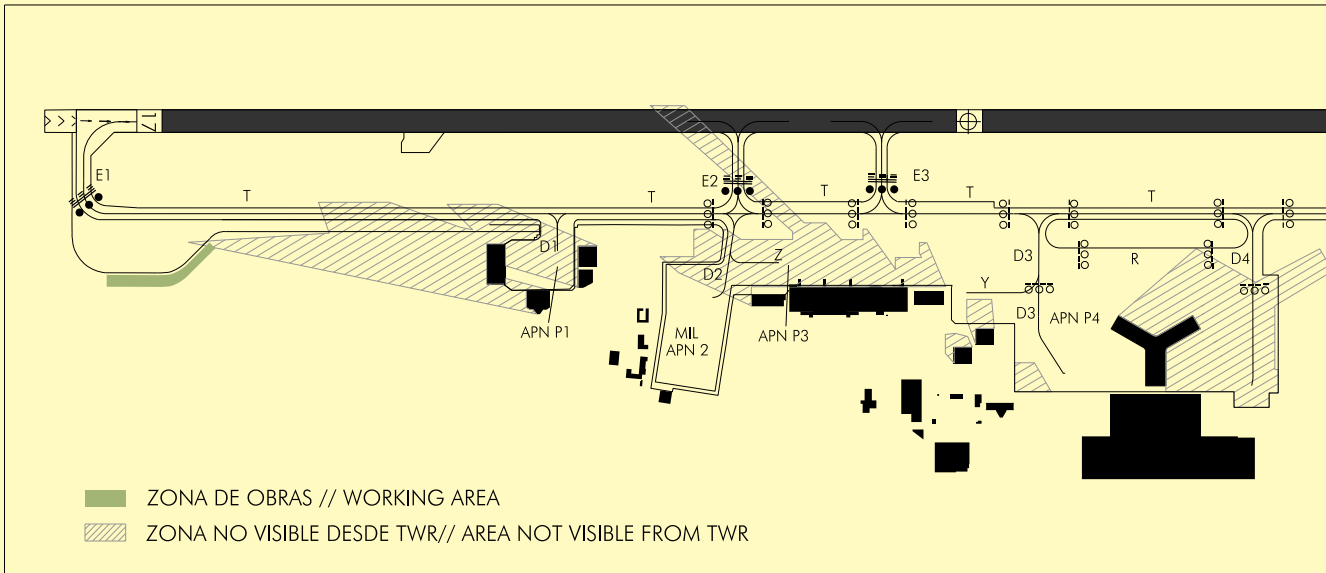 17
E1
E2
E3
T
T
T
T
T
D1
D2
Z
D3
R
D4
Y
D3
APN P4
APN P1
MIL
APN 2
APN P3
ZONA DE OBRAS // WORKING AREA
ZONA NO VISIBLE DESDE TWR// AREA NOT VISIBLE FROM TWR